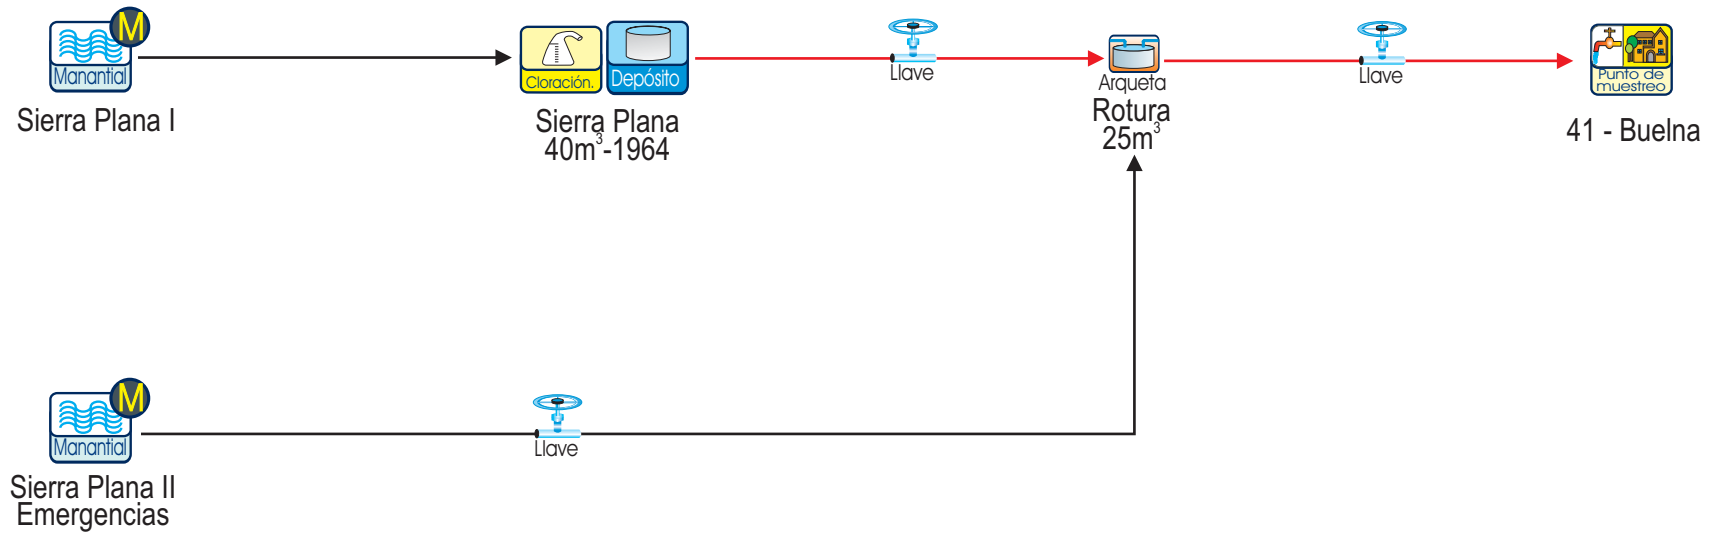 M
Manantial
Sierra Plana I
Cloración.
Depósito
Sierra Plana
40m³-1964
Llave
Arqueta
Rotura
25m³
Llave
Punto de
muestreo
41 - Buelna
M
Manantial
Sierra Plana II
Emergencias
Llave